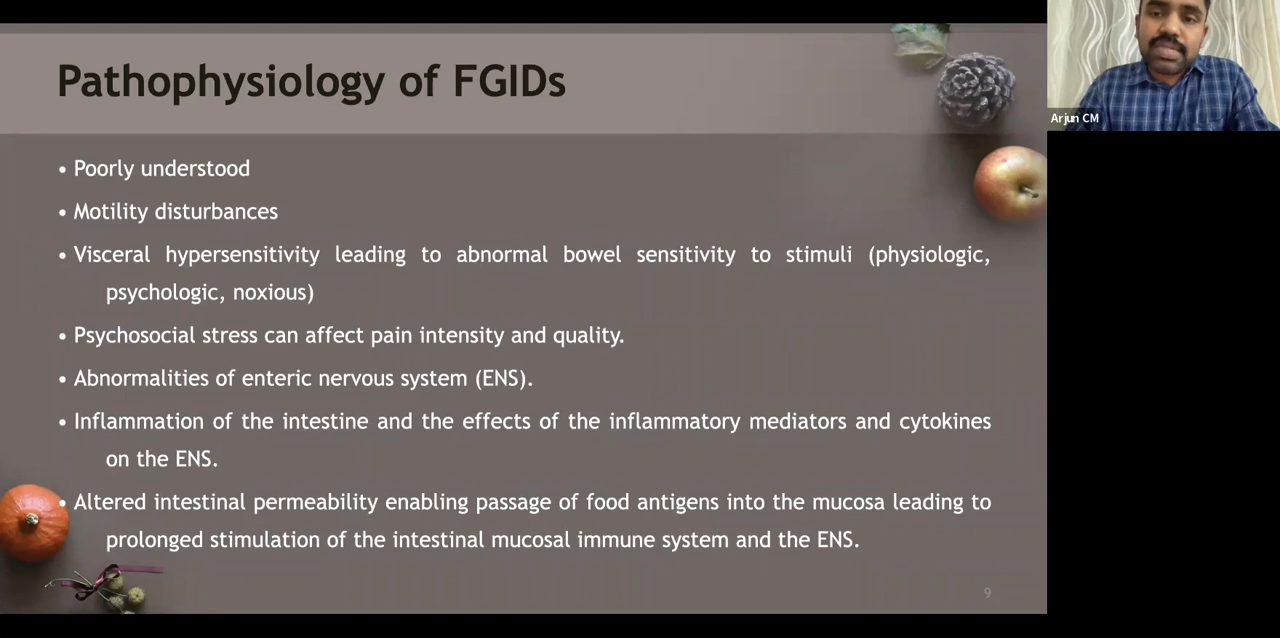 Pathophysiology of FGIDs
Arjun CM
• Poorly understood
• Motility disturbances
• Visceral hypersensitivity leading to abnormal bowel sensitivity to stimuli (physiologic,
psychologic, noxious)
• Psychosocial stress can affect pain intensity and quality.
• Abnormalities of enteric nervous system (ENS).
• Inflammation of the intestine and the effects of the inflammatory mediators and cytokines
on the ENS.
• Altered intestinal permeability enabling passage of food antigens into the mucosa leading to
prolonged stimulation of the intestinal mucosal immune system and the ENS.
9